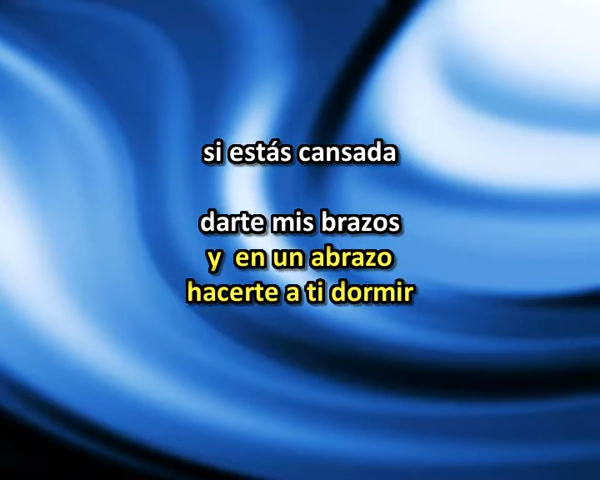 si estás cansada
darte mis brazos
y en un abrazo
hacerte a ti dormir